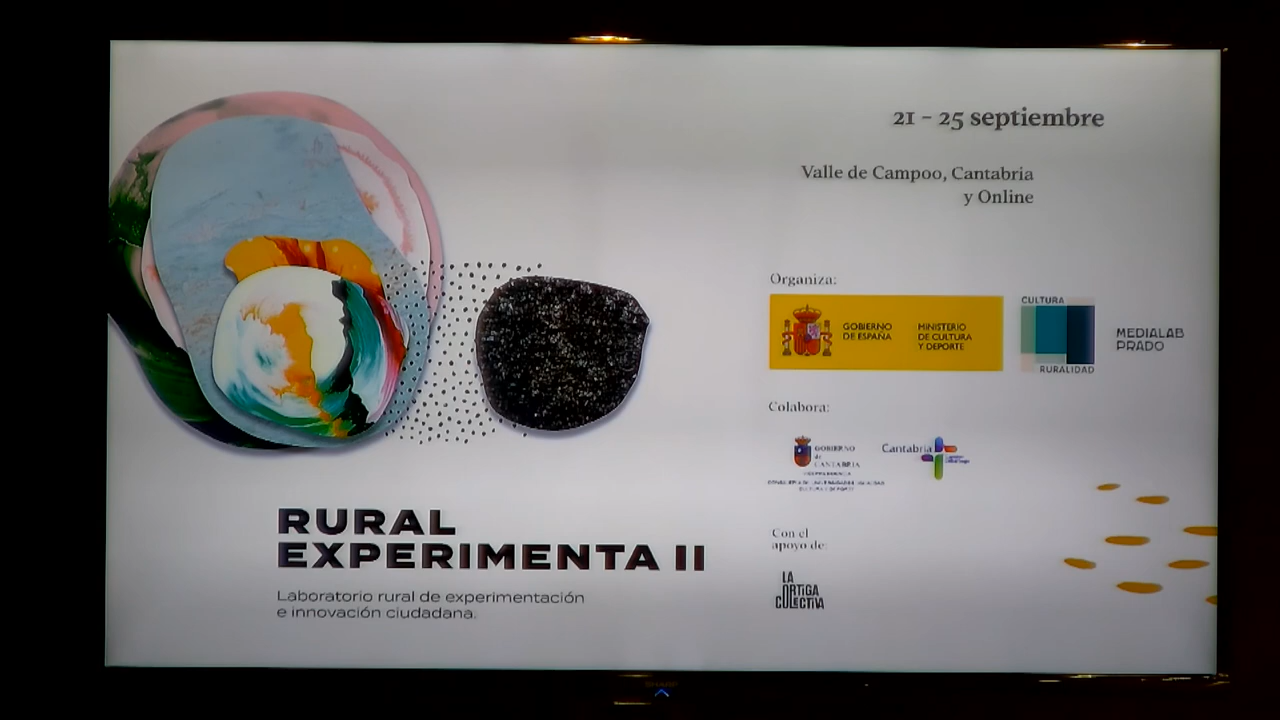 21 – 25 septiembre
Valle de Campoo, Cantabria
y Online
Organiza:
GOBIERNO
DE ESPAÑA
MINISTERIO
DE CULTURA
Y DEPORTE
CULTURA
RURALIDAD
MEDIALAB
PRADO
Colabora:
GOBIERNO
de
CANTABRIA
Cantabria
Con el
apoyo de:
LA
ORTIGA
COLECTIVA
RURAL
EXPERIMENTA II
Laboratorio rural de experimentación
e innovación ciudadana.
SHARP